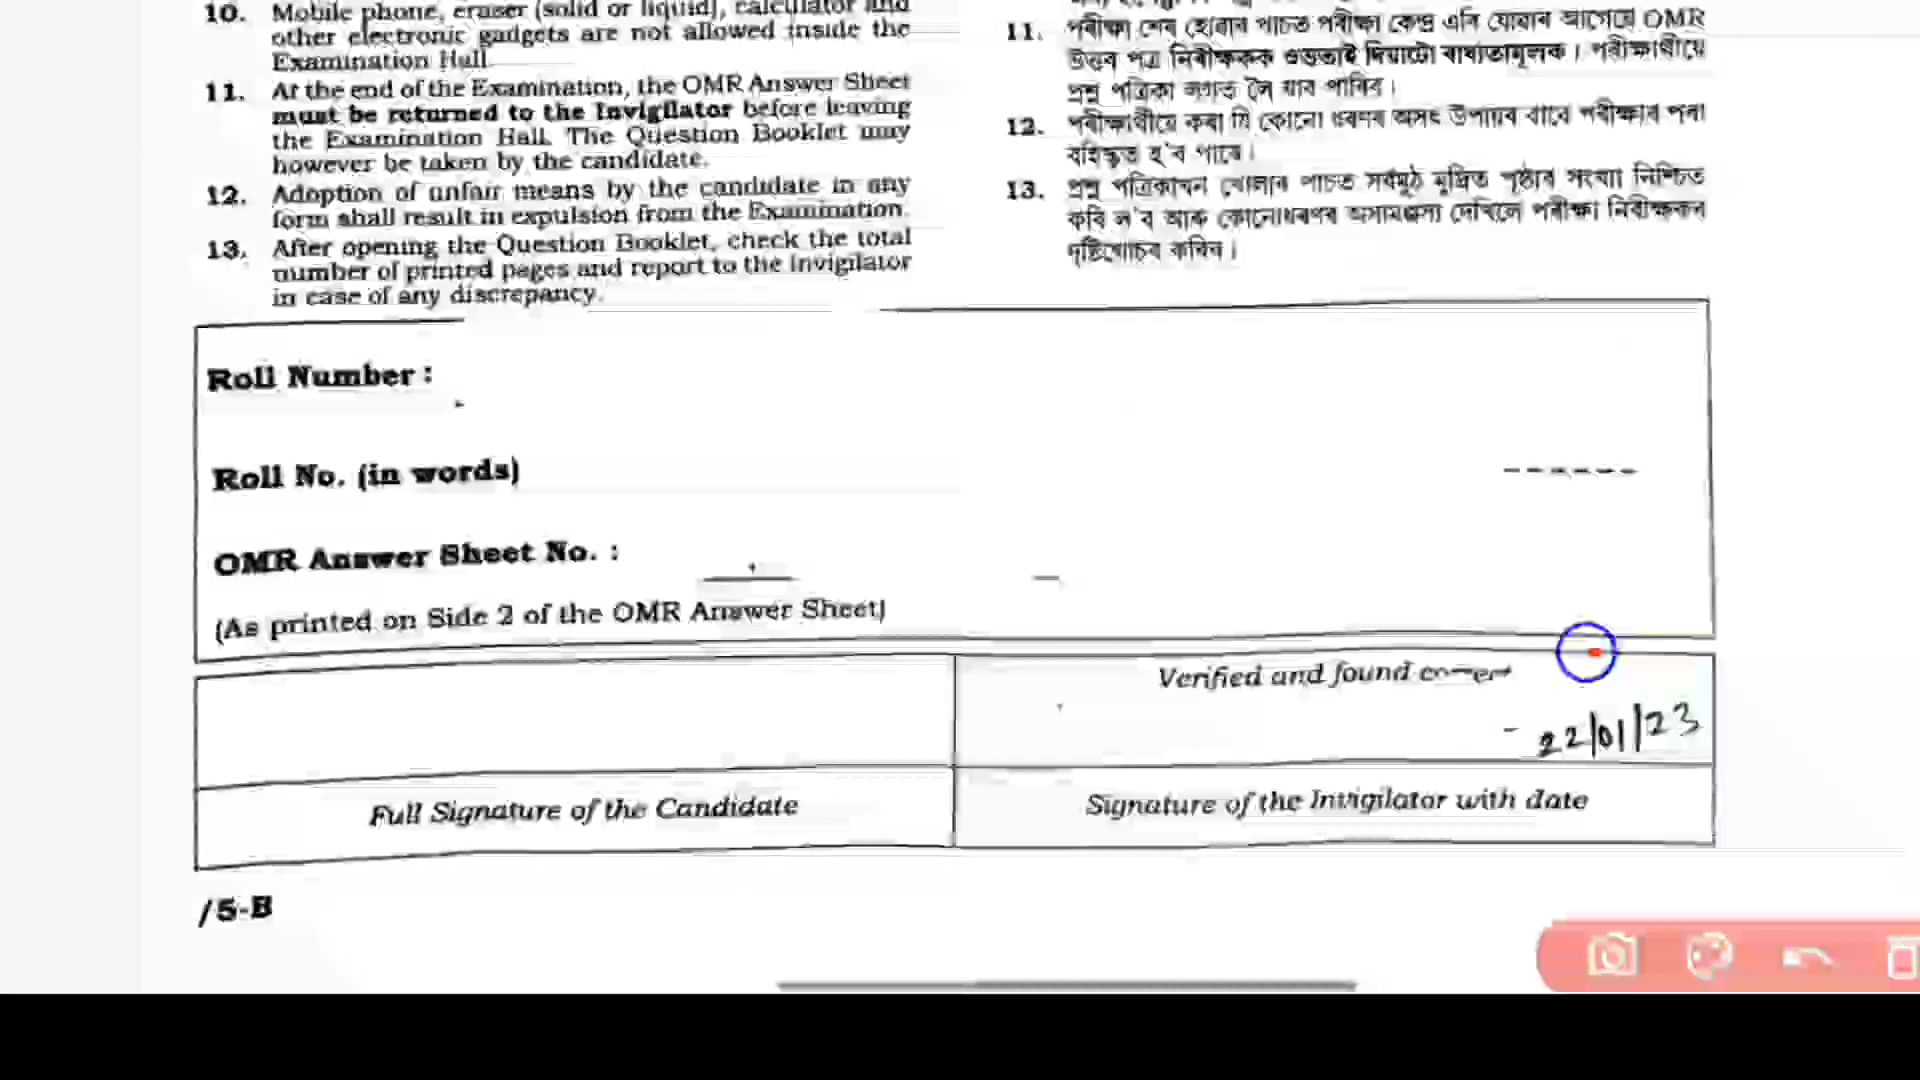 10. Mobile phone, eraser (solid or liquid), calculator and
other electronic gadgets are not allowed inside the
Examination Hall.
11. At the end of the Examination, the OMR Answer Sheet
must be returned to the Invigilator before leaving
the Examination Hall. The Question Booklet may
however be taken by the candidate.
12. Adoption of unfair means by the candidate in any
form shall result in expulsion from the Examination.
13. After opening the Question Booklet, check the total
number of printed pages and report to the Invigilator
in case of any discrepancy.
11. পৰীক্ষা শেষ হোৱাৰ পাচত পৰীক্ষা কেন্দ্ৰ এৰি যোৱাৰ আগেয়ে OMR
উত্তৰ পত্ৰ নিৰীক্ষকক গুৱতাই দিয়াটো বাধ্যতামূলক। পৰীক্ষাৰ্থীয়ে
প্ৰশ্ন পত্ৰিকা লগত লৈ যাব পাৰিব।
12. পৰীক্ষাৰ্থীয়ে কৰা যি কোনো ধৰণৰ অসৎ উপায়ৰ বাবে পৰীক্ষাৰ পৰা
বহিষ্কৃত হ'ব পাৰে।
13. প্ৰশ্ন পত্ৰিকাখন খোলাৰ পাচত সৰ্বমুঠ মুদ্ৰিত পৃষ্ঠাৰ সংখ্যা নিশ্চিত
কৰি ল'ব আৰু কোনোধৰণৰ অসামঞ্জস্য দেখিলে পৰীক্ষা নিৰীক্ষকৰ
দৃষ্টিগোচৰ কৰিব।
Roll Number :
Roll No. (in words)
OMR Answer Sheet No. :
(As printed on Side 2 of the OMR Answer Sheet)
Verified and found correct
22/01/23
Full Signature of the Candidate
Signature of the Invigilator with date
/5-B